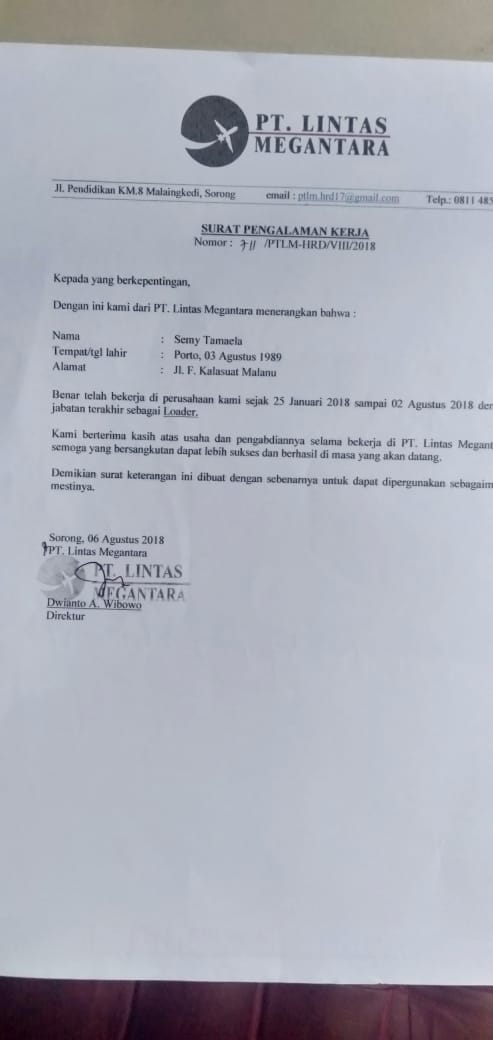 PT. LINTAS
MEGANTARA
Jl. Pendidikan KM.8 Malaingkedi, Sorong email : ptlm.hrd17@gmail.com Telp.: 0811 485
SURAT PENGALAMAN KERJA
Nomor : /PTLM-HRD/VIII/2018
Kepada yang berkepentingan,
Dengan ini kami dari PT. Lintas Megantara menerangkan bahwa :
Nama : Semy Tamaela
Tempat/tgl lahir : Porto, 03 Agustus 1989
Alamat : Jl. F. Kalasuat Malanu
Benar telah bekerja di perusahaan kami sejak 25 Januari 2018 sampai 02 Agustus 2018 der
jabatan terakhir sebagai Loader.
Kami berterima kasih atas usaha dan pengabdiannya selama bekerja di PT. Lintas Megant
semoga yang bersangkutan dapat lebih sukses dan berhasil di masa yang akan datang.
Demikian surat keterangan ini dibuat dengan sebenarnya untuk dapat dipergunakan sebagaim
mestinya.
Sorong, 06 Agustus 2018
PT. Lintas Megantara
PT. LINTAS
MEGANTARA
Dwianto A. Wibowo
Direktur